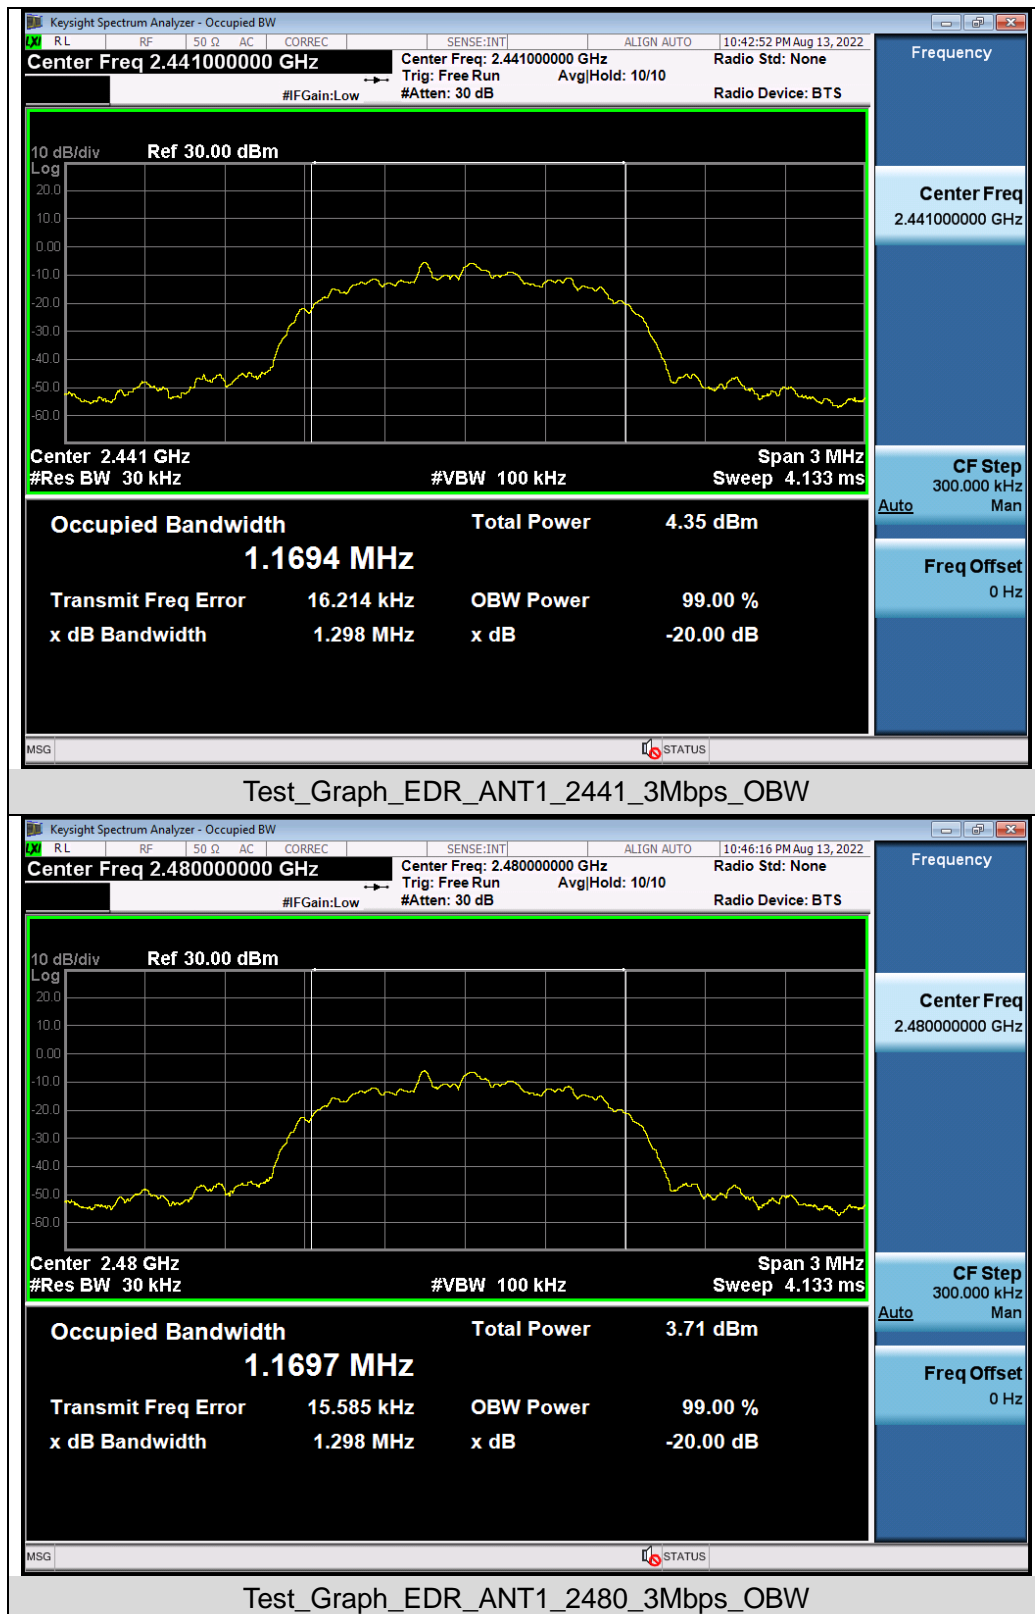 Keysight Spectrum Analyzer - Occupied BW
LXI RL RF 50 Ω AC CORREC SENSE:INT ALIGN AUTO 10:42:52 PM Aug 13, 2022
Center Freq 2.441000000 GHz
Center Freq: 2.441000000 GHz
Radio Std: None
Trig: Free Run Avg|Hold: 10/10
#IFGain:Low
#Atten: 30 dB
Radio Device: BTS
Frequency
10 dB/div Ref 30.00 dBm
Log
20.0
10.0
0.00
-10.0
-20.0
-30.0
-40.0
-50.0
-60.0
Center Freq
2.441000000 GHz
Center 2.441 GHz Span 3 MHz
#Res BW 30 kHz #VBW 100 kHz Sweep 4.133 ms
CF Step
300.000 kHz
Auto Man
Freq Offset
0 Hz
Occupied Bandwidth Total Power 4.35 dBm
1.1694 MHz
Transmit Freq Error 16.214 kHz OBW Power 99.00 %
x dB Bandwidth 1.298 MHz x dB -20.00 dB
MSG STATUS
Test_Graph_EDR_ANT1_2441_3Mbps_OBW
Keysight Spectrum Analyzer - Occupied BW
LXI RL RF 50 Ω AC CORREC SENSE:INT ALIGN AUTO 10:46:16 PM Aug 13, 2022
Center Freq 2.480000000 GHz
Center Freq: 2.480000000 GHz
Radio Std: None
Trig: Free Run Avg|Hold: 10/10
#IFGain:Low
#Atten: 30 dB
Radio Device: BTS
Frequency
10 dB/div Ref 30.00 dBm
Log
20.0
10.0
0.00
-10.0
-20.0
-30.0
-40.0
-50.0
-60.0
Center Freq
2.480000000 GHz
Center 2.48 GHz Span 3 MHz
#Res BW 30 kHz #VBW 100 kHz Sweep 4.133 ms
CF Step
300.000 kHz
Auto Man
Freq Offset
0 Hz
Occupied Bandwidth Total Power 3.71 dBm
1.1697 MHz
Transmit Freq Error 15.585 kHz OBW Power 99.00 %
x dB Bandwidth 1.298 MHz x dB -20.00 dB
MSG STATUS
Test_Graph_EDR_ANT1_2480_3Mbps_OBW